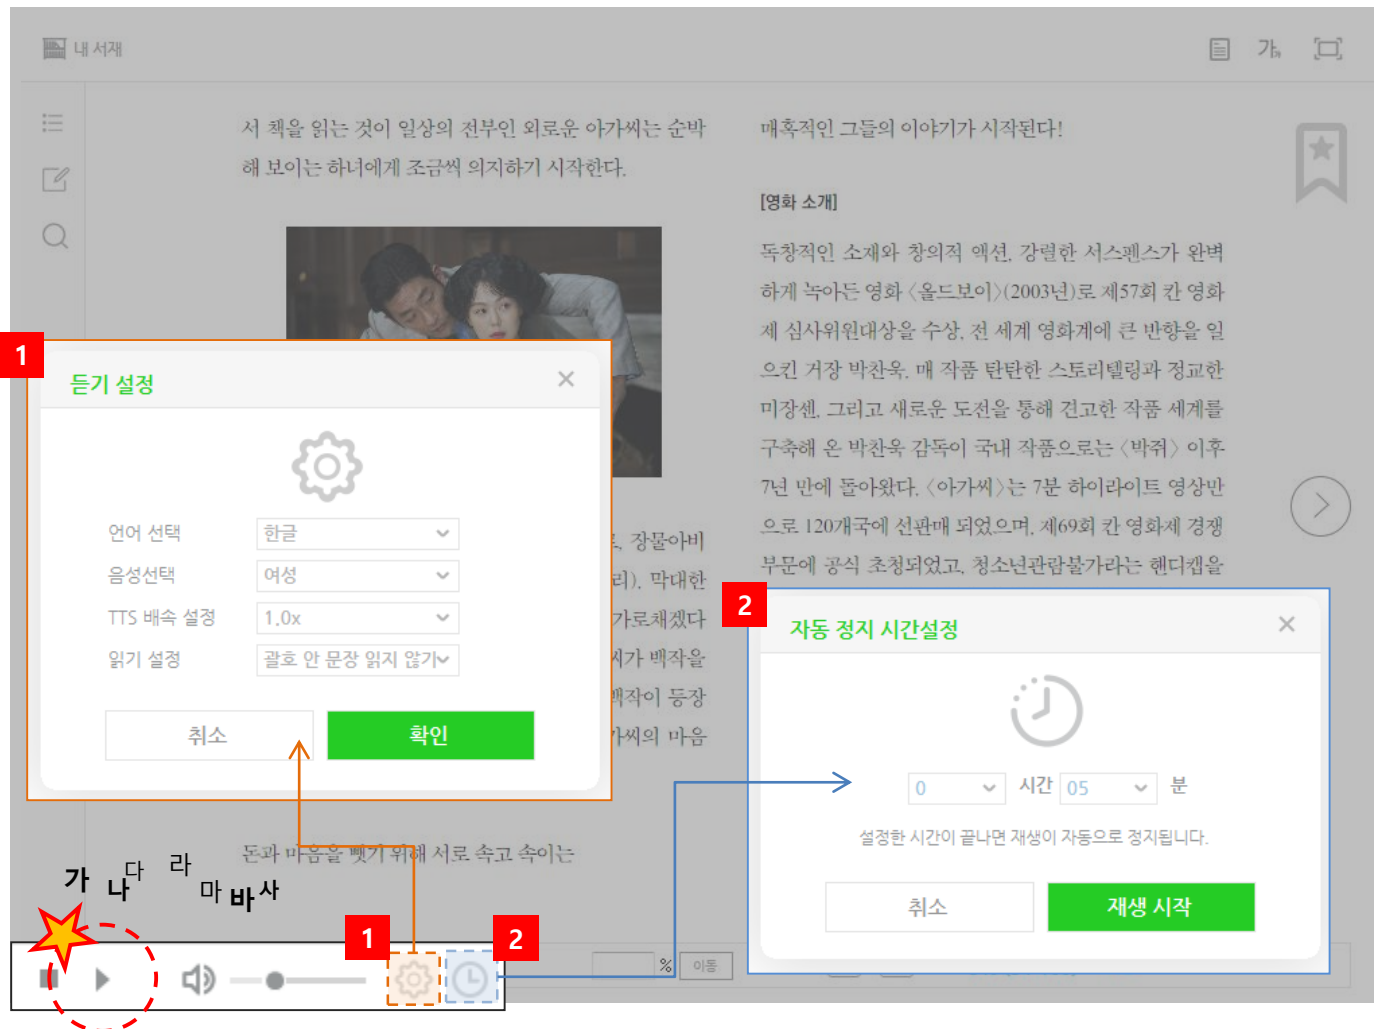 내 서재
가
서 책을 읽는 것이 일상의 전부인 외로운 아가씨는 순박
해 보이는 하녀에게 조금씩 의지하기 시작한다.
매혹적인 그들의 이야기가 시작된다!
[영화 소개]
독창적인 소재와 창의적 액션, 강렬한 서스펜스가 완벽
하게 녹아든 영화 〈올드보이〉(2003년)로 제57회 칸 영화
제 심사위원대상을 수상, 전 세계 영화계에 큰 반향을 일
으킨 거장 박찬욱. 매 작품 탄탄한 스토리텔링과 정교한
미장센, 그리고 새로운 도전을 통해 견고한 작품 세계를
구축해 온 박찬욱 감독이 국내 작품으로는 〈박쥐〉 이후
7년 만에 돌아왔다. 〈아가씨〉는 7분 하이라이트 영상만
으로 120개국에 선판매 되었으며, 제69회 칸 영화제 경쟁
부문에 공식 초청되었고, 청소년관람불가라는 핸디캡을
1
듣기 설정
언어 선택 한글
음성선택 여성
TTS 배속 설정 1.0x
읽기 설정 괄호 안 문장 읽지 않기
취소 확인
장물아비
리). 막대한
가로채겠다
씨가 백작을
백작이 등장
가씨의 마음
돈과 마음을 뺏기 위해 서로 속고 속이는
2
자동 정지 시간설정
0 시간 05 분
설정한 시간이 끝나면 재생이 자동으로 정지됩니다.
취소 재생 시작
가 나 다 라 마 바 사
1 2
% 이동